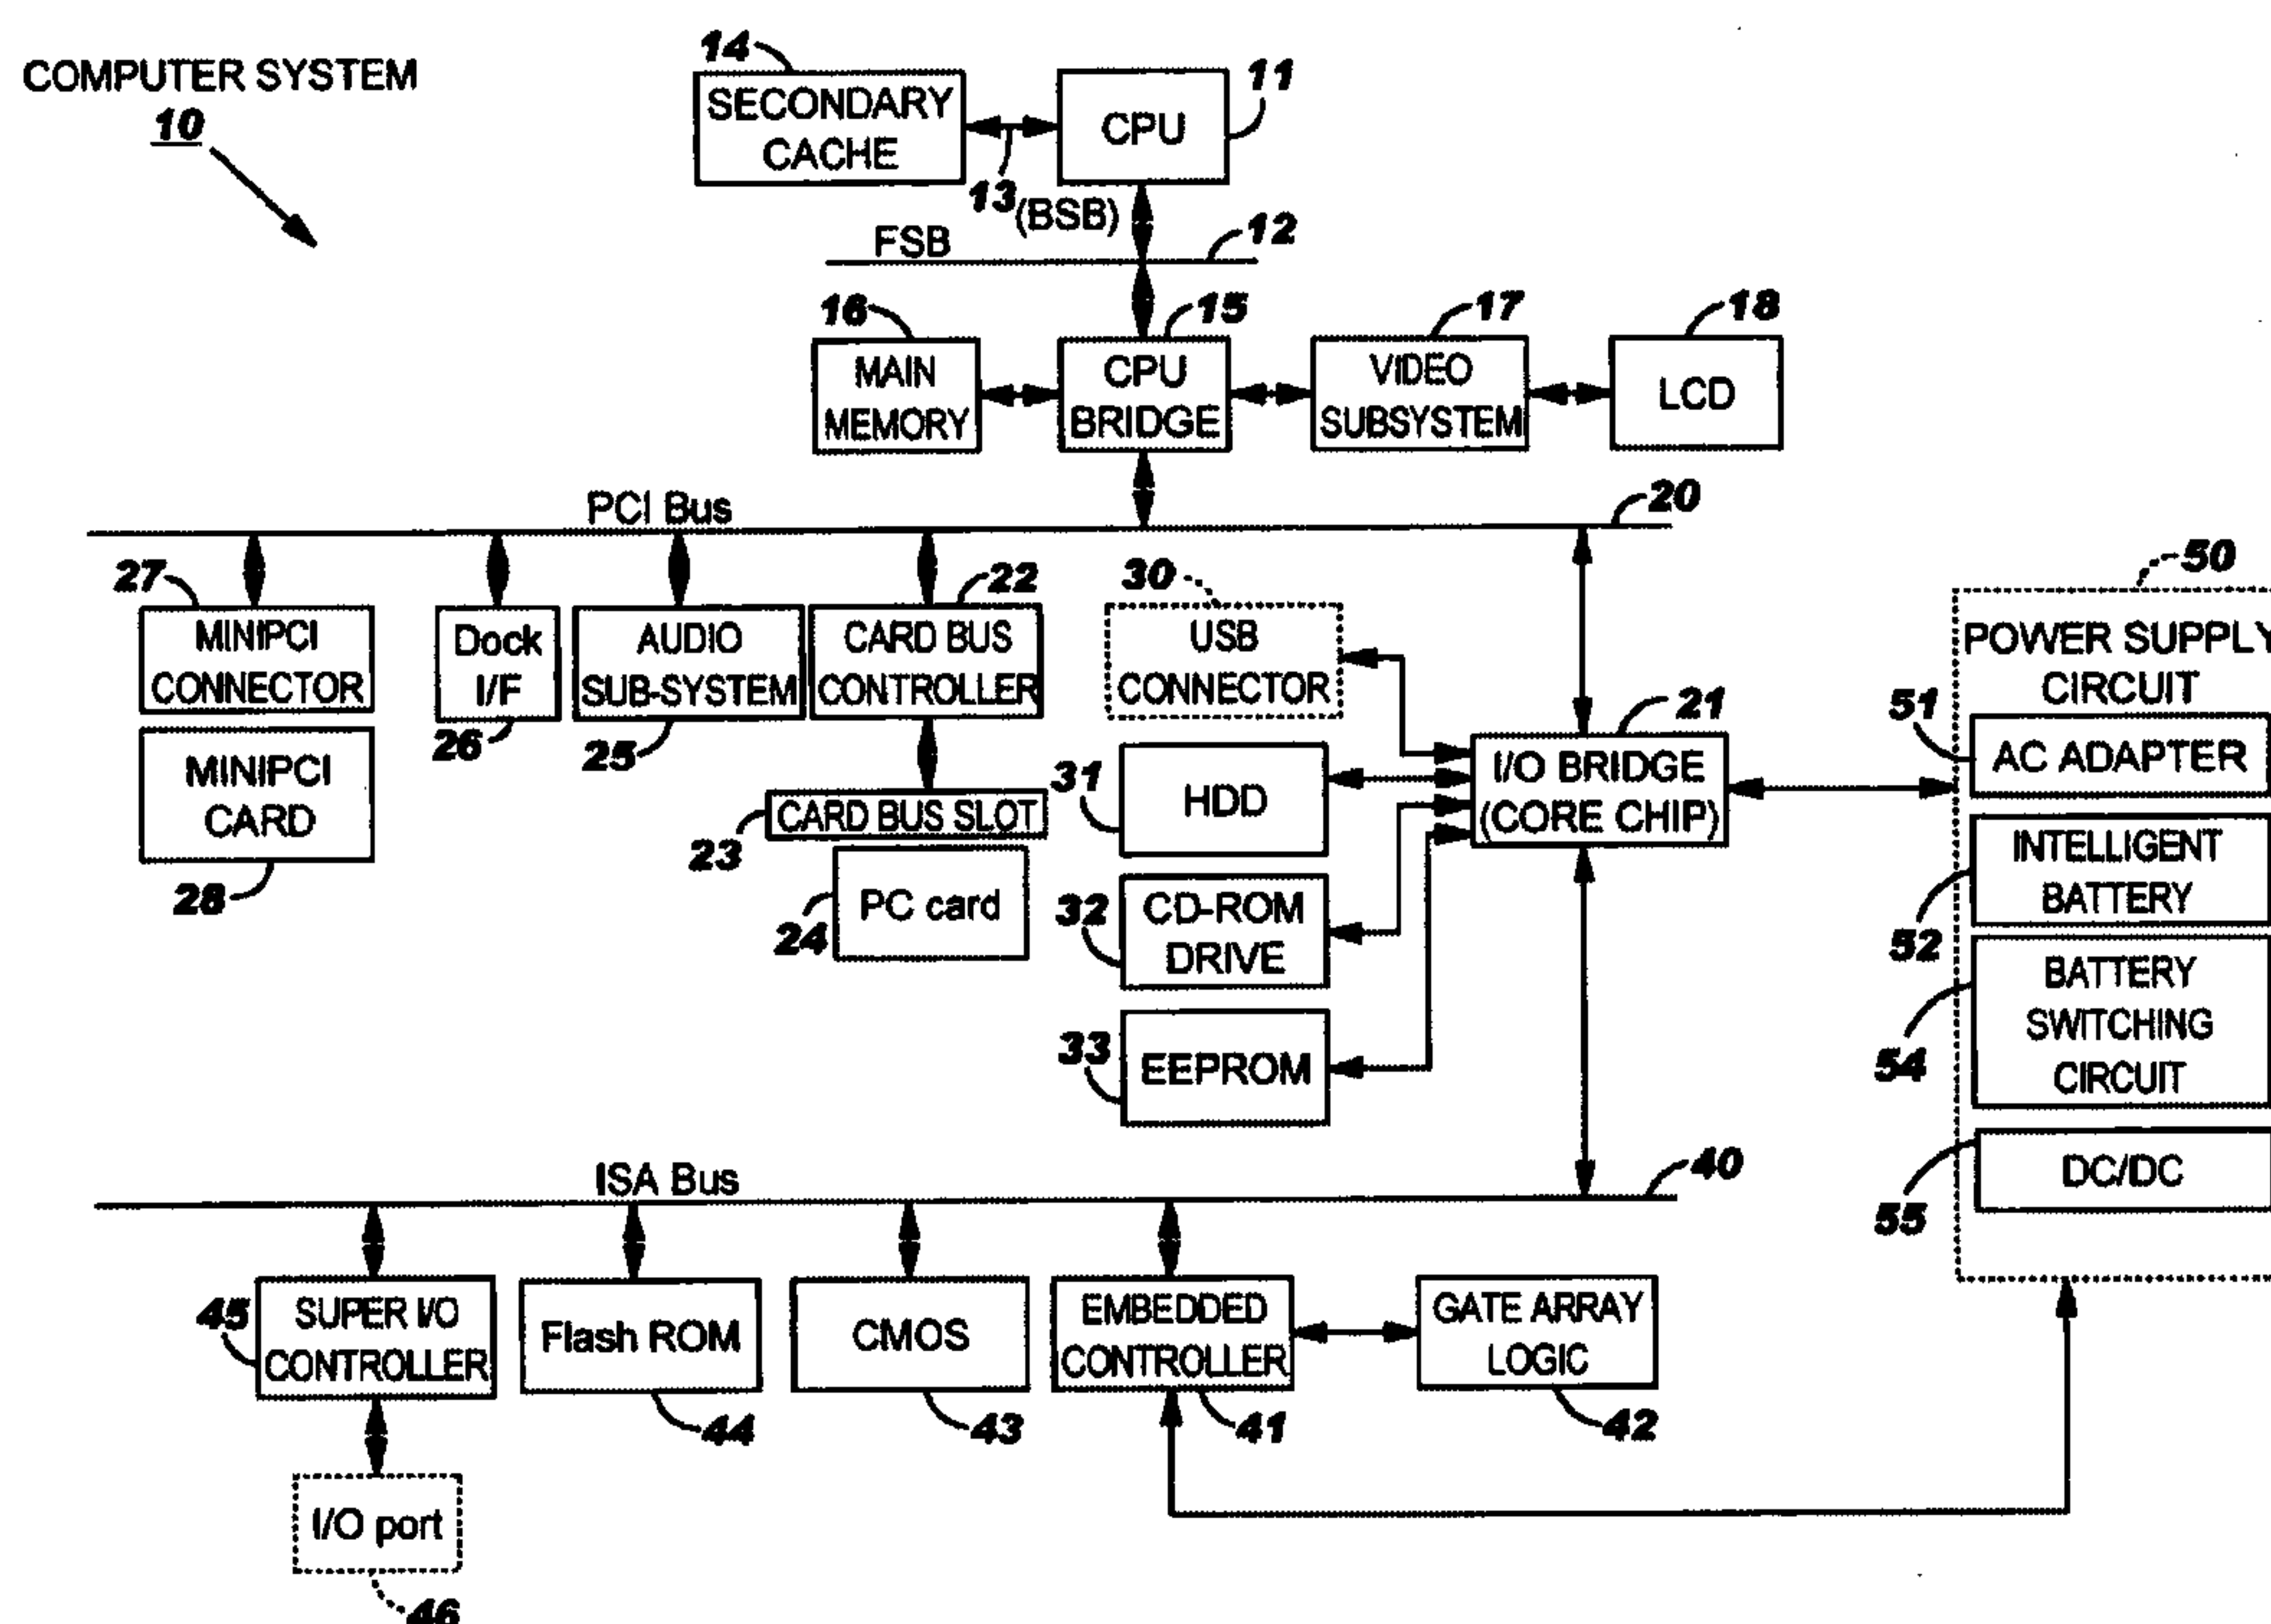 COMPUTER SYSTEM
10
14
SECONDARY
CACHE
13
(BSB)
CPU
11
FSB
12
16
MAIN
MEMORY
15
CPU
BRIDGE
17
VIDEO
SUBSYSTEM
18
LCD
PCI Bus
20
27
MINIPCI
CONNECTOR
MINIPCI
CARD
28
Dock
I/F
26
AUDIO
SUB-SYSTEM
25
22
CARD BUS
CONTROLLER
CARD BUS SLOT
23
PC card
24
30
USB
CONNECTOR
31
HDD
32
CD-ROM
DRIVE
33
EEPROM
21
I/O BRIDGE
(CORE CHIP)
50
POWER SUPPLY
CIRCUIT
51
AC ADAPTER
INTELLIGENT
BATTERY
52
BATTERY
SWITCHING
CIRCUIT
54
DC/DC
55
ISA Bus
40
45
SUPER I/O
CONTROLLER
Flash ROM
44
CMOS
43
EMBEDDED
CONTROLLER
41
GATE ARRAY
LOGIC
42
I/O port
46